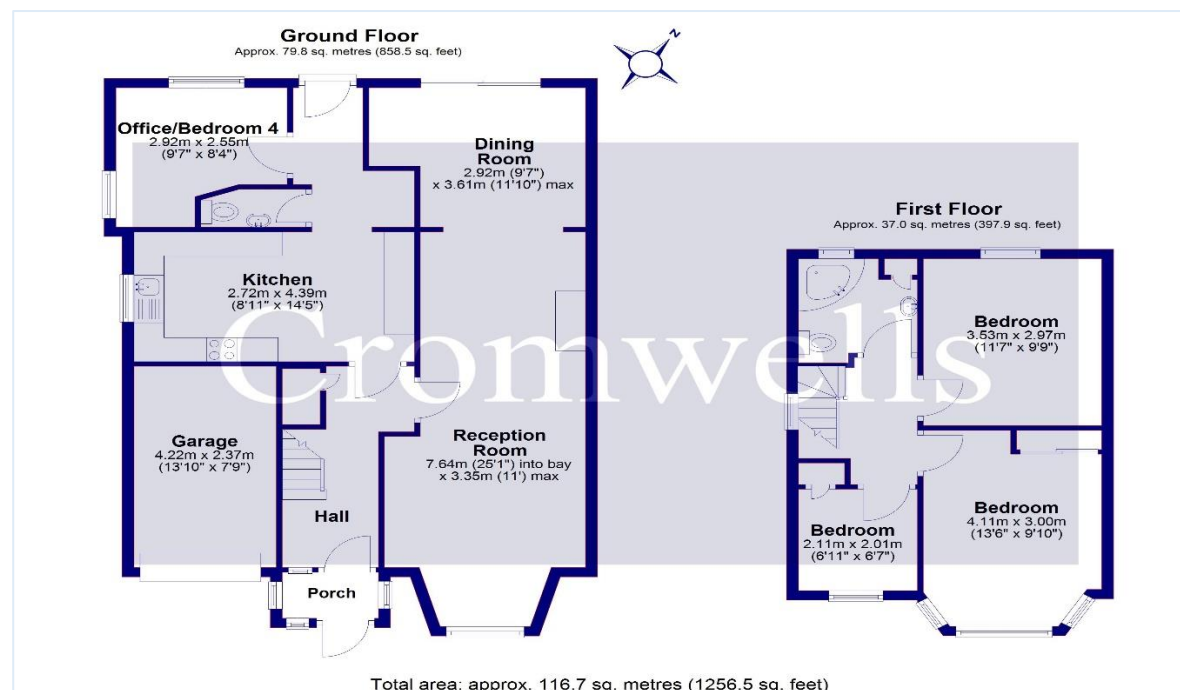 Ground Floor
Approx. 79.8 sq. metres (858.5 sq. feet)
N
Office/Bedroom 4
2.92m x 2.55m
(9'7" x 8'4")
Dining
Room
2.92m (9'7")
x 3.61m (11'10") max
Kitchen
2.72m x 4.39m
(8'11" x 14'5")
Garage
4.22m x 2.37m
(13'10" x 7'9")
Reception
Room
7.64m (25'1") into bay
x 3.35m (11') max
Hall
Porch
First Floor
Approx. 37.0 sq. metres (397.9 sq. feet)
Bedroom
3.53m x 2.97m
(11'7" x 9'9")
Bedroom
4.11m x 3.00m
(13'6" x 9'10")
Bedroom
2.11m x 2.01m
(6'11" x 6'7")
Cromwells
Total area: approx. 116.7 sq. metres (1256.5 sq. feet)